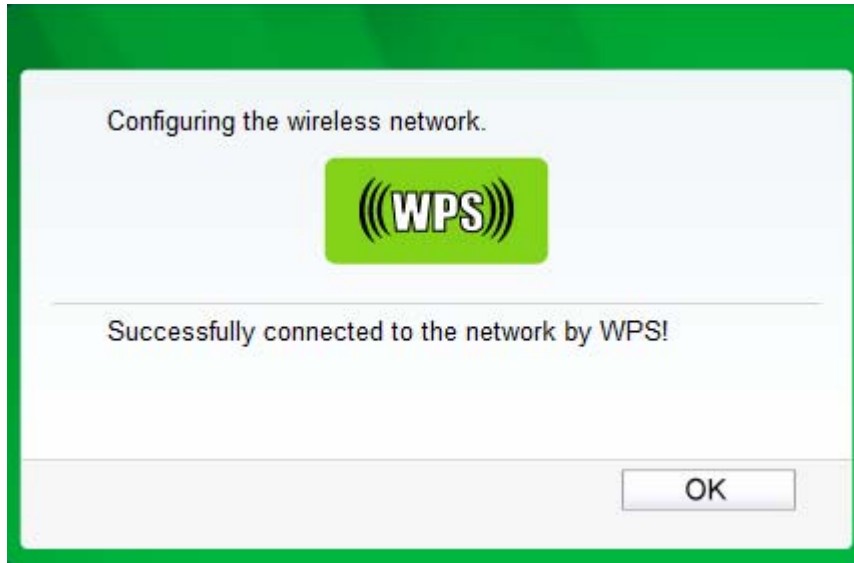 Configuring the wireless network.
WPS
Successfully connected to the network by WPS!
OK